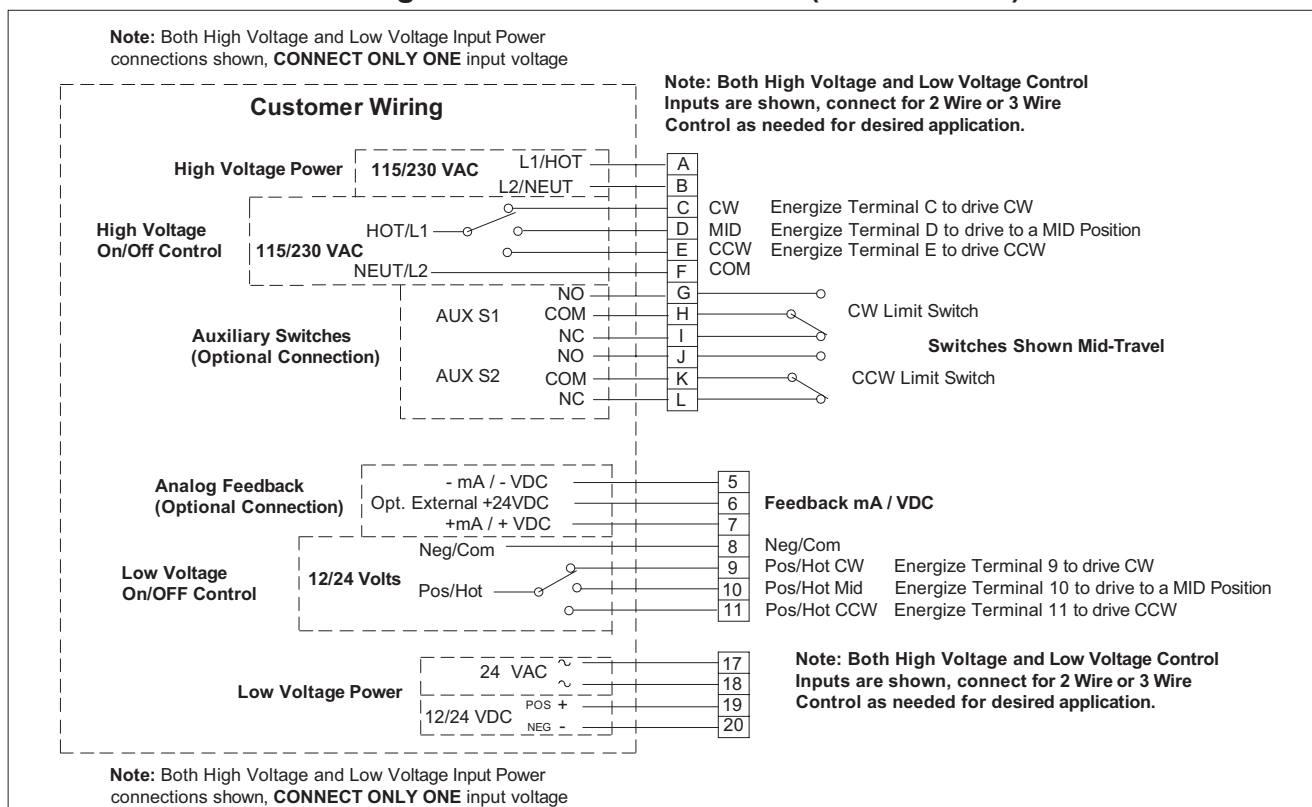 Note: Both High Voltage and Low Voltage Input Power
connections shown, CONNECT ONLY ONE input voltage
Note: Both High Voltage and Low Voltage Control
Inputs are shown, connect for 2 Wire or 3 Wire
Control as needed for desired application.
Customer Wiring
High Voltage Power 115/230 VAC L1/HOT A
L2/NEUT B
C CW Energize Terminal C to drive CW
High Voltage
On/Off Control
115/230 VAC
HOT/L1 D MID Energize Terminal D to drive to a MID Position
E CCW Energize Terminal E to drive CCW
NEUT/L2 F COM
Auxiliary Switches
(Optional Connection)
AUX S1
NO G
COM H CW Limit Switch
NC I
Switches Shown Mid-Travel
AUX S2
NO J
COM K CCW Limit Switch
NC L
Analog Feedback
(Optional Connection)
- mA / - VDC 5
Opt. External +24VDC 6 Feedback mA / VDC
+mA / + VDC 7
Low Voltage
On/OFF Control
12/24 Volts
Neg/Com 8 Neg/Com
9 Pos/Hot CW Energize Terminal 9 to drive CW
Pos/Hot 10 Pos/Hot Mid Energize Terminal 10 to drive to a MID Position
11 Pos/Hot CCW Energize Terminal 11 to drive CCW
Low Voltage Power
24 VAC ~ 17
~ 18
12/24 VDC POS + 19
NEG - 20
Note: Both High Voltage and Low Voltage Control
Inputs are shown, connect for 2 Wire or 3 Wire
Control as needed for desired application.
Note: Both High Voltage and Low Voltage Input Power
connections shown, CONNECT ONLY ONE input voltage